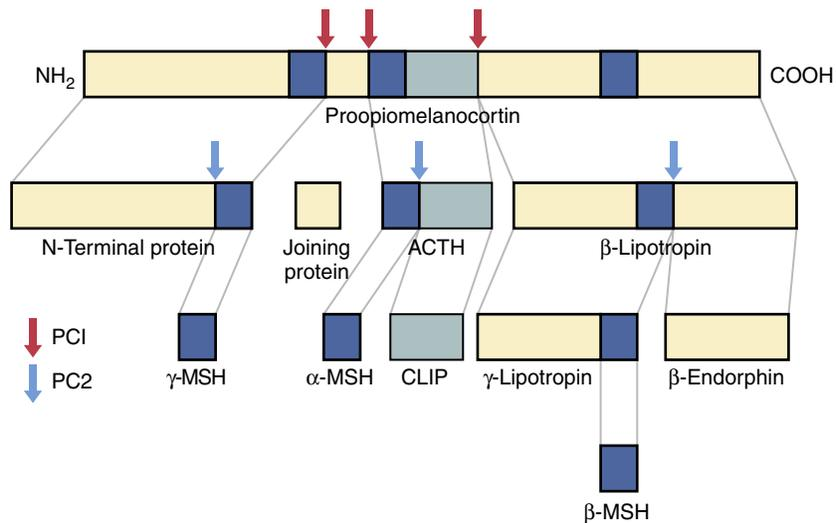 NH2 COOH
Proopiomelanocortin
N-Terminal protein Joining protein ACTH β-Lipotropin
PCI
PC2
γ-MSH α-MSH CLIP γ-Lipotropin β-Endorphin
β-MSH